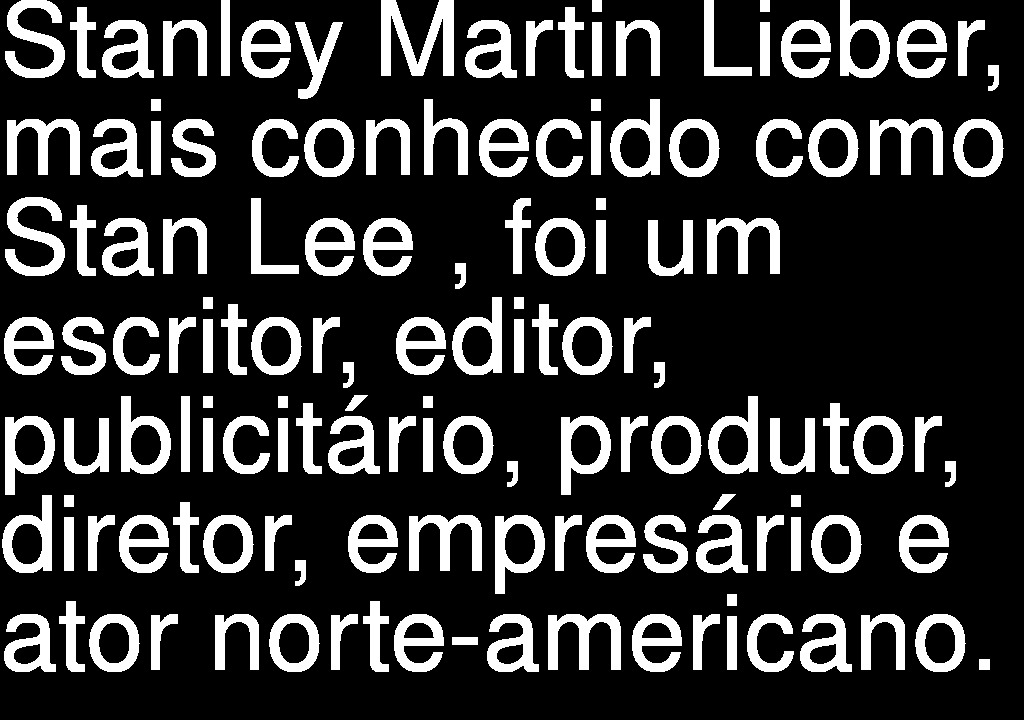 Stanley Martin Lieber,
mais conhecido como
Stan Lee , foi um
escritor, editor,
publicitário, produtor,
diretor, empresário e
ator norte-americano.